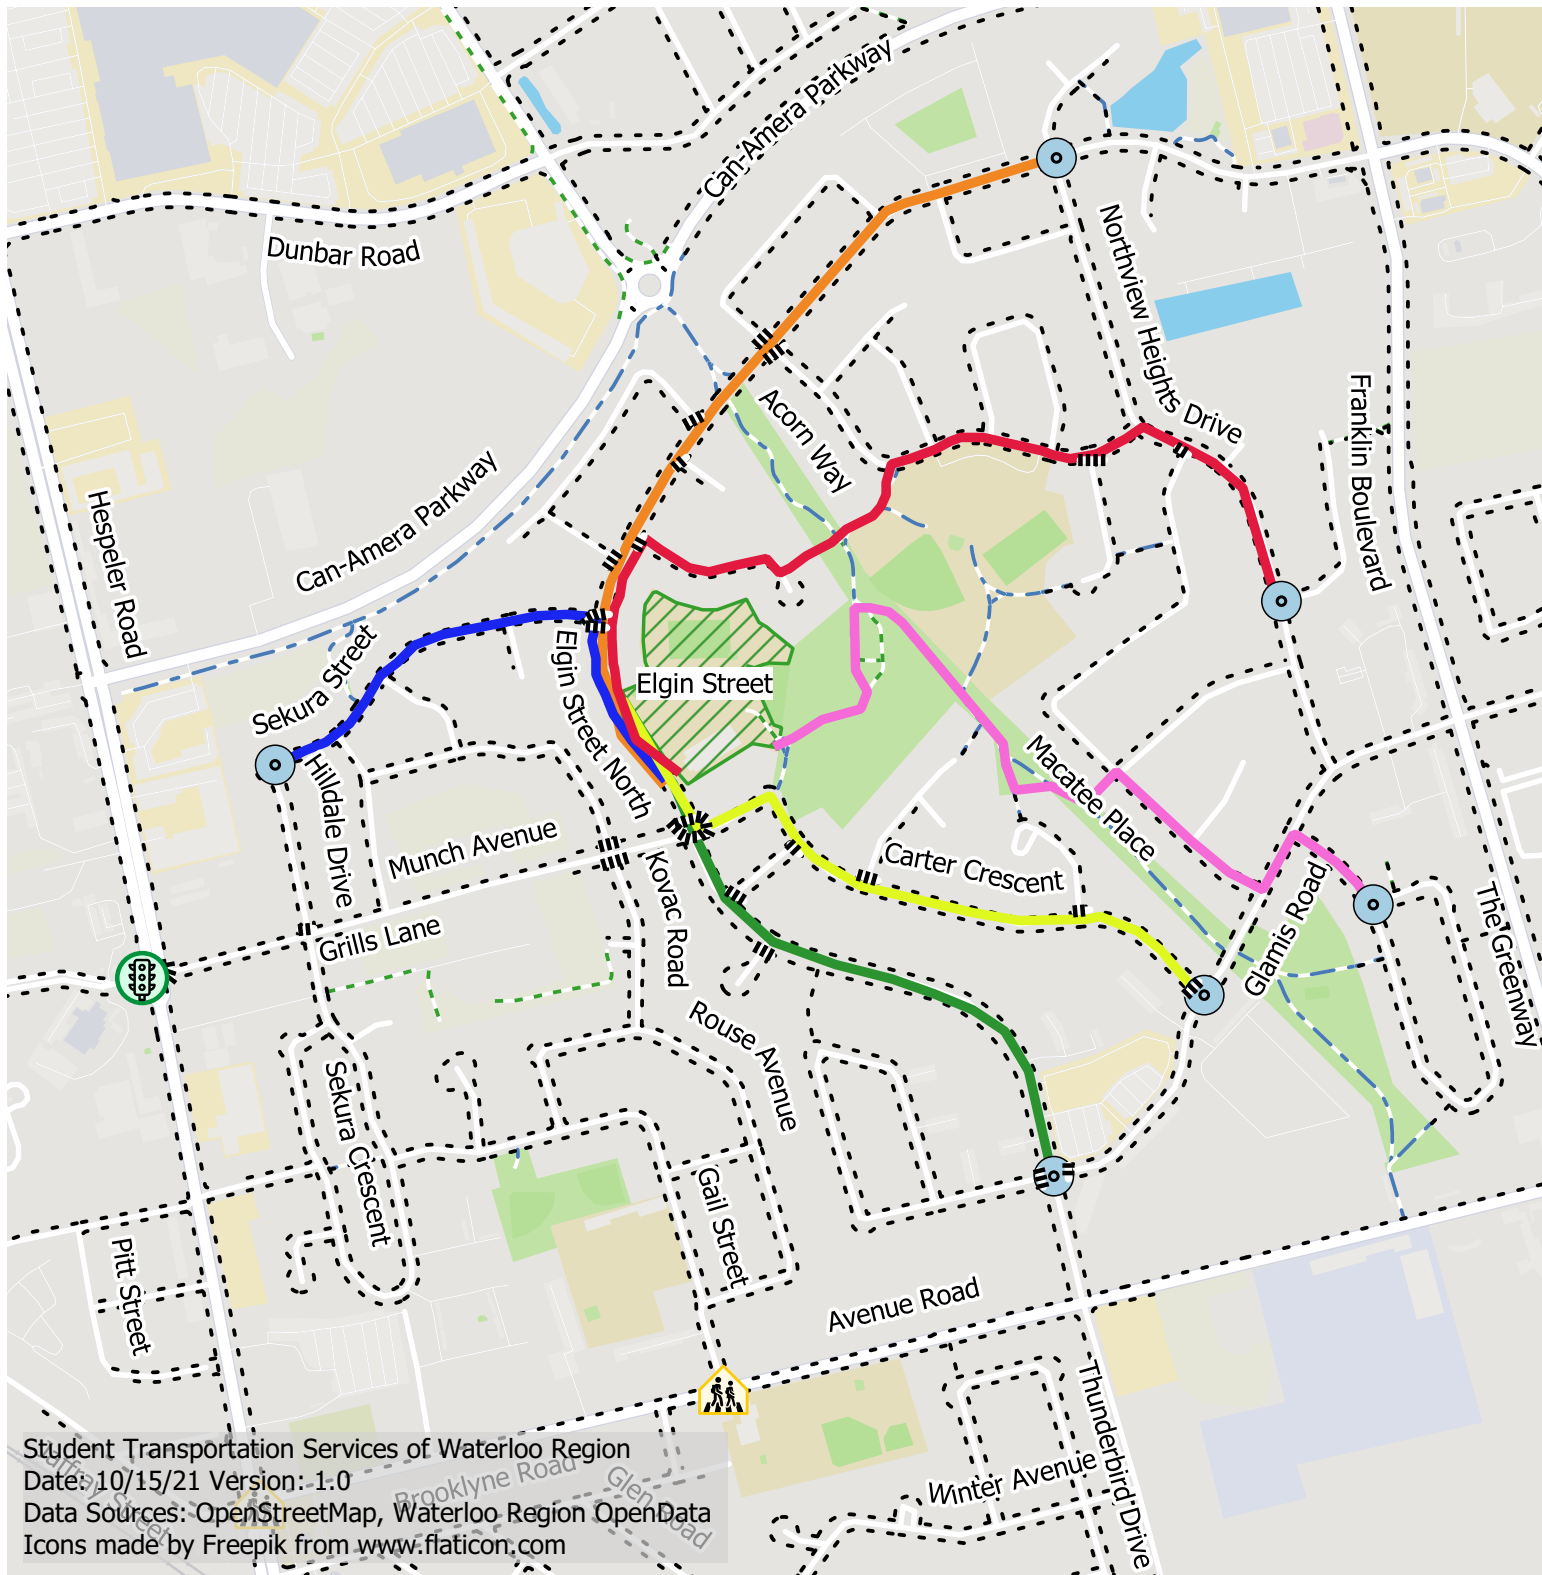 Can-Amera Parkway
Dunbar Road
Northview Heights Drive
Acorn Way
Franklin Boulevard
Hespeler Road
Can-Amera Parkway
Sekura Street
Elgin Street North
Elgin Street
Hilldale Drive
Munch Avenue
Macatee Place
Carter Crescent
Kovac Road
Grills Lane
Glamis Road
The Greenway
Rouse Avenue
Sekura Crescent
Gail Street
Pitt Street
Avenue Road
Thunderbird Drive
Winter Avenue
Brooklyne Road
Glen Road
Jaffray Street
Student Transportation Services of Waterloo Region
Date: 10/15/21 Version: 1.0
Data Sources: OpenStreetMap, Waterloo Region OpenData
Icons made by Freepik from www.flaticon.com